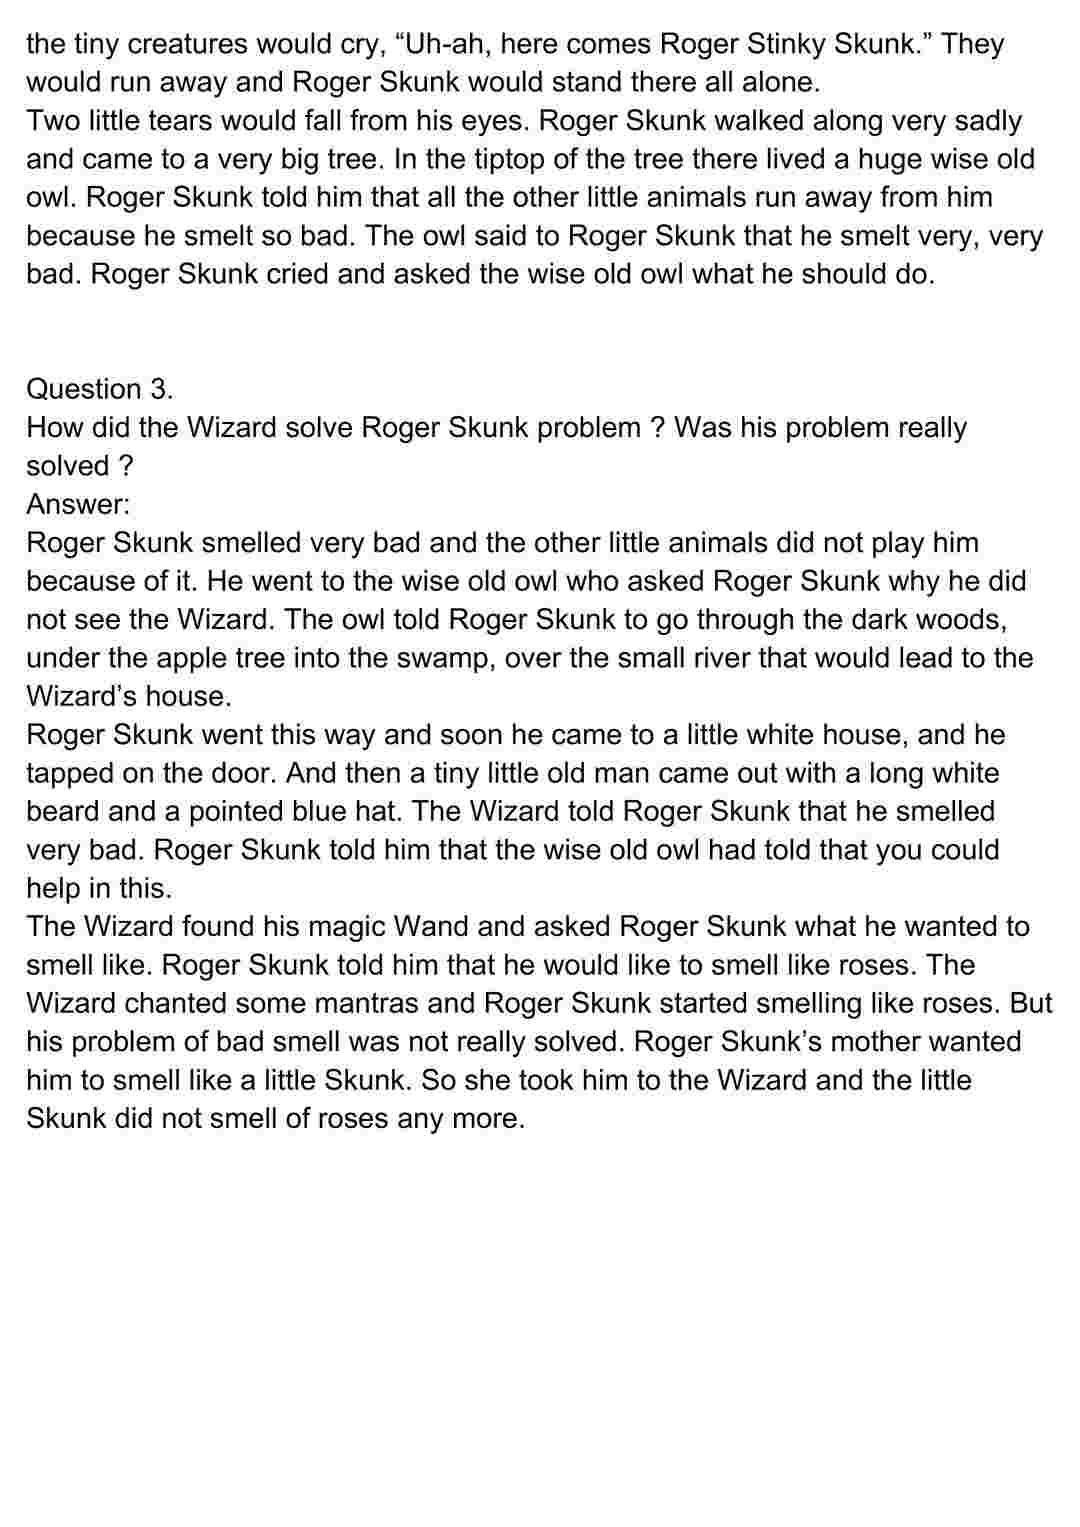 the tiny creatures would cry, “Uh-ah, here comes Roger Stinky Skunk.” They
would run away and Roger Skunk would stand there all alone.
Two little tears would fall from his eyes. Roger Skunk walked along very sadly
and came to a very big tree. In the tiptop of the tree there lived a huge wise old
owl. Roger Skunk told him that all the other little animals run away from him
because he smelt so bad. The owl said to Roger Skunk that he smelt very, very
bad. Roger Skunk cried and asked the wise old owl what he should do.
Question 3.
How did the Wizard solve Roger Skunk problem ? Was his problem really
solved ?
Answer:
Roger Skunk smelled very bad and the other little animals did not play him
because of it. He went to the wise old owl who asked Roger Skunk why he did
not see the Wizard. The owl told Roger Skunk to go through the dark woods,
under the apple tree into the swamp, over the small river that would lead to the
Wizard’s house.
Roger Skunk went this way and soon he came to a little white house, and he
tapped on the door. And then a tiny little old man came out with a long white
beard and a pointed blue hat. The Wizard told Roger Skunk that he smelled
very bad. Roger Skunk told him that the wise old owl had told that you could
help in this.
The Wizard found his magic Wand and asked Roger Skunk what he wanted to
smell like. Roger Skunk told him that he would like to smell like roses. The
Wizard chanted some mantras and Roger Skunk started smelling like roses. But
his problem of bad smell was not really solved. Roger Skunk’s mother wanted
him to smell like a little Skunk. So she took him to the Wizard and the little
Skunk did not smell of roses any more.